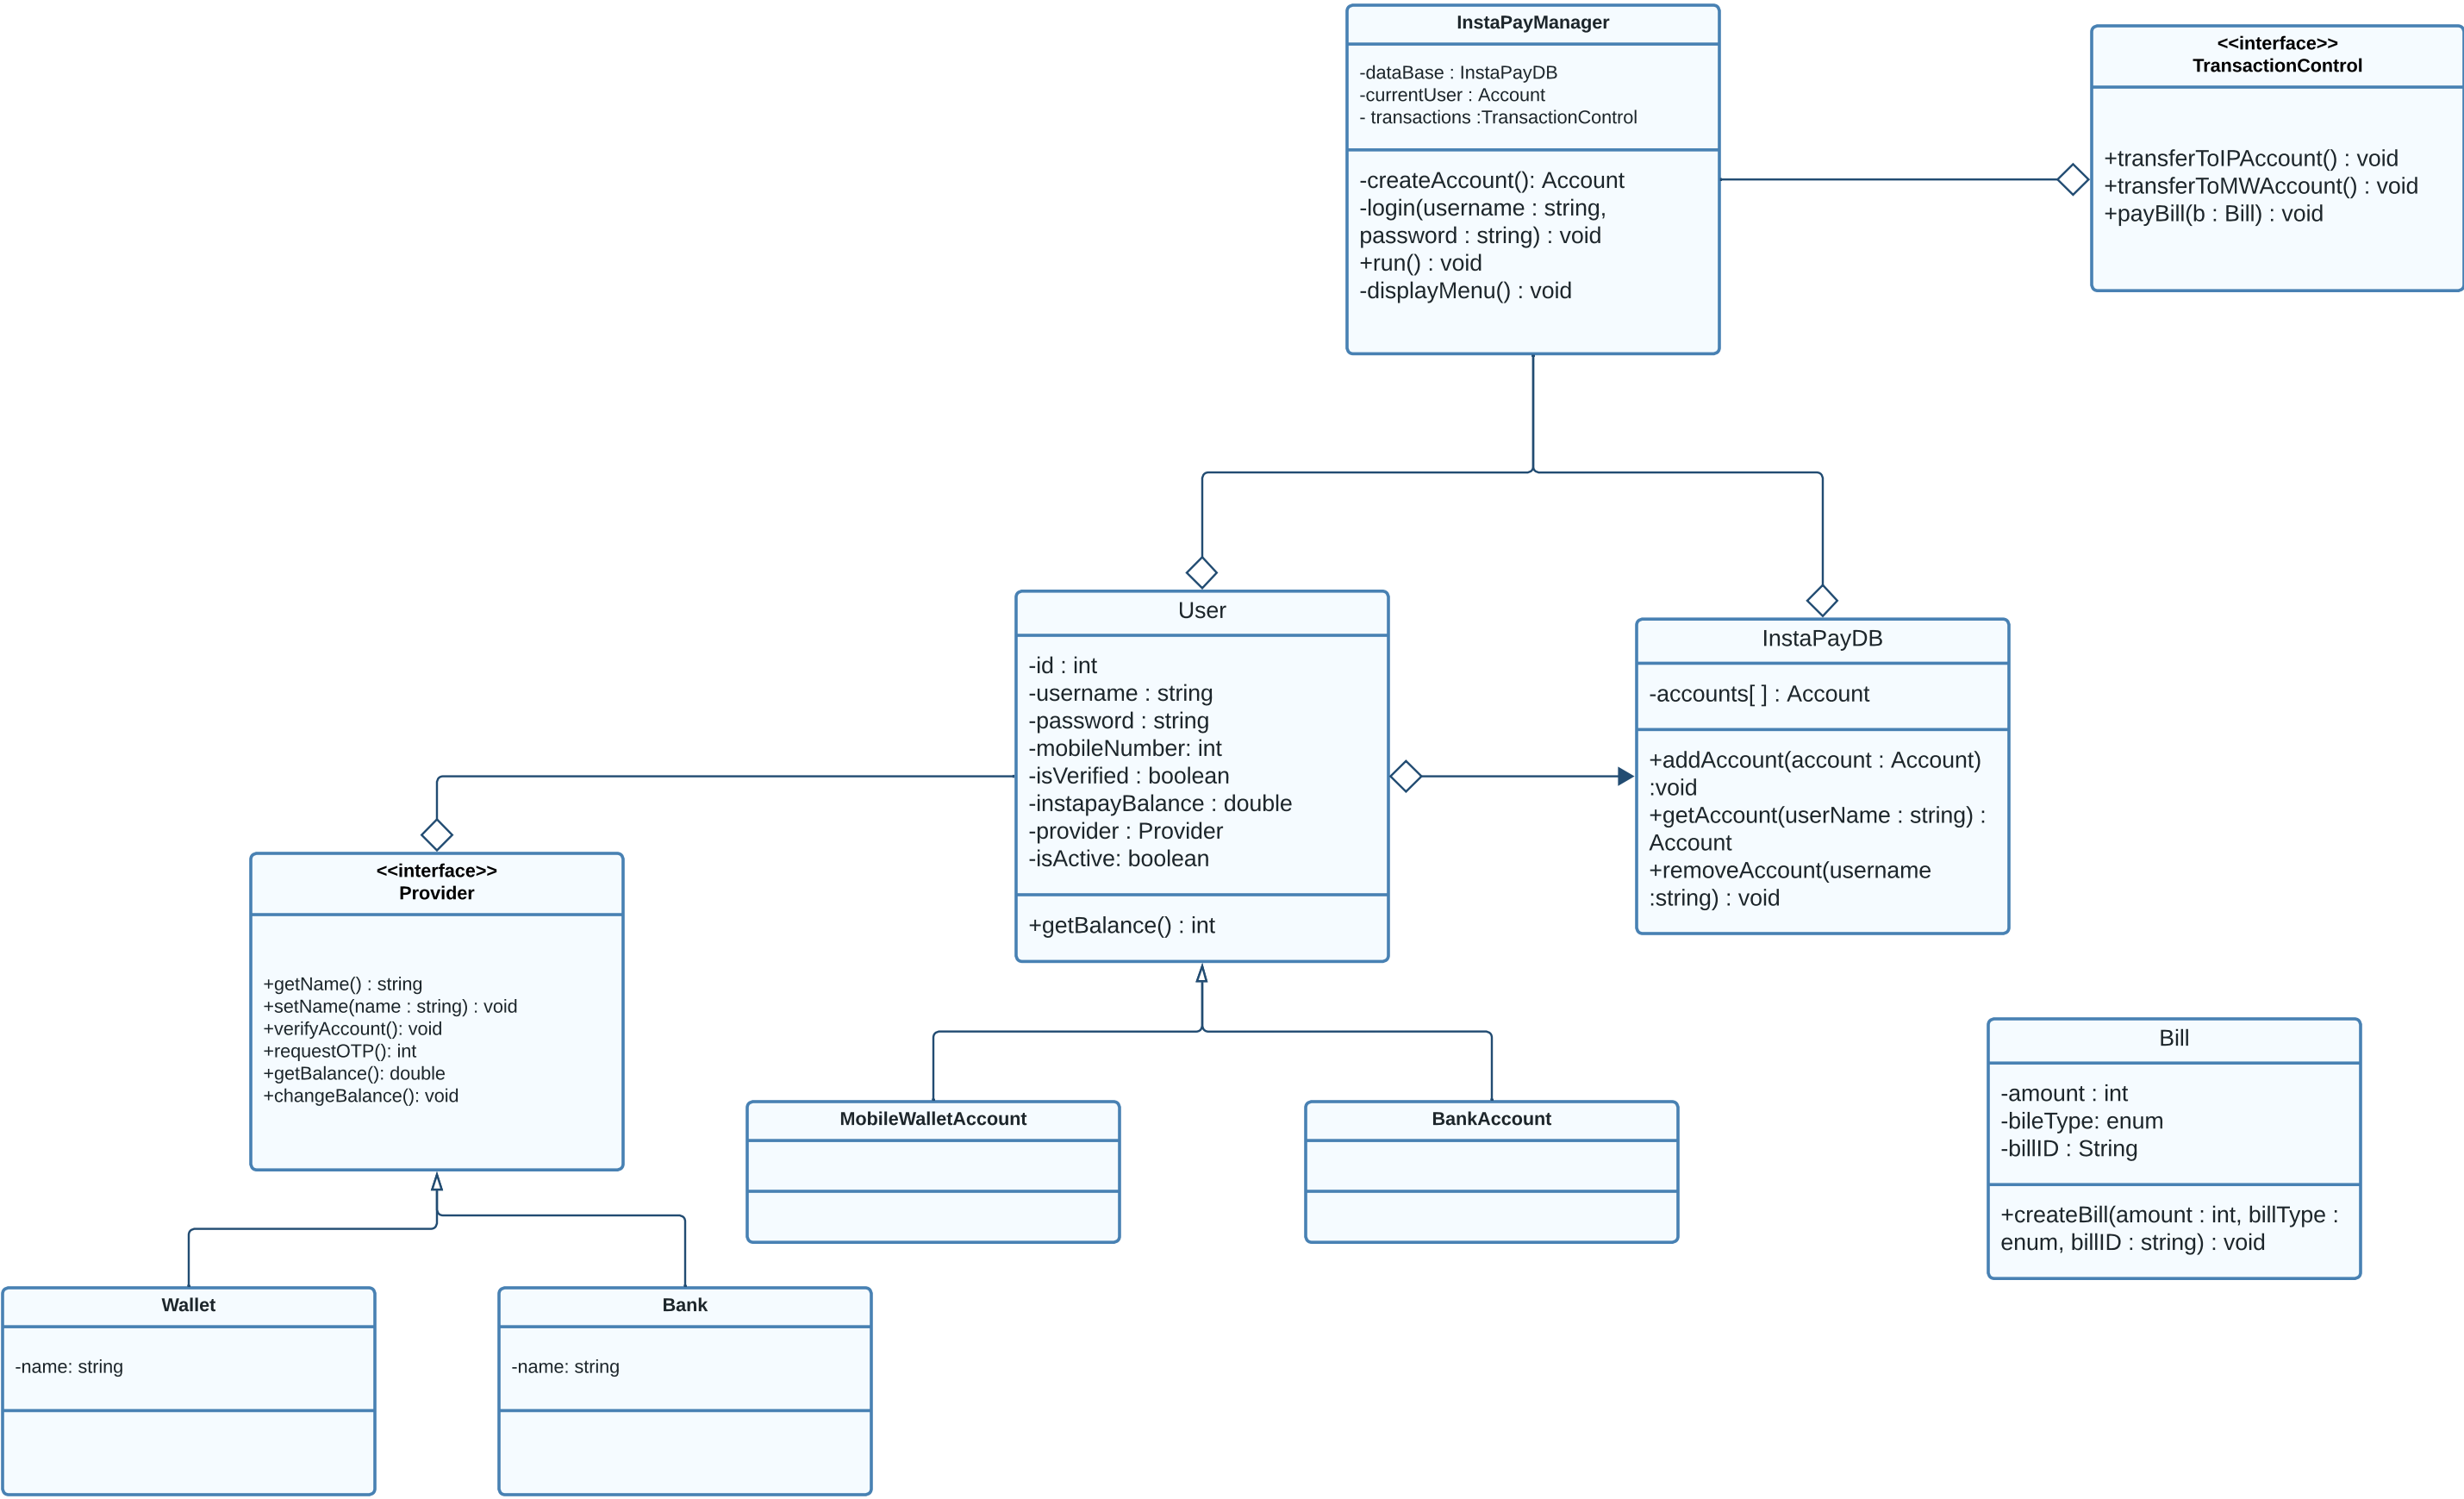 InstaPayManager
-dataBase : InstaPayDB
-currentUser : Account
- transactions :TransactionControl
-createAccount(): Account
-login(username : string,
password : string) : void
+run() : void
-displayMenu() : void
<<interface>>
TransactionControl
+transferToIPAccount() : void
+transferToMWAccount() : void
+payBill(b : Bill) : void
User
-id : int
-username : string
-password : string
-mobileNumber: int
-isVerified : boolean
-instapayBalance : double
-provider : Provider
-isActive: boolean
+getBalance() : int
InstaPayDB
-accounts[ ] : Account
+addAccount(account : Account)
:void
+getAccount(userName : string) :
Account
+removeAccount(username
:string) : void
<<interface>>
Provider
+getName() : string
+setName(name : string) : void
+verifyAccount(): void
+requestOTP(): int
+getBalance(): double
+changeBalance(): void
MobileWalletAccount
BankAccount
Bill
-amount : int
-bileType: enum
-billID : String
+createBill(amount : int, billType :
enum, billID : string) : void
Wallet
-name: string
Bank
-name: string